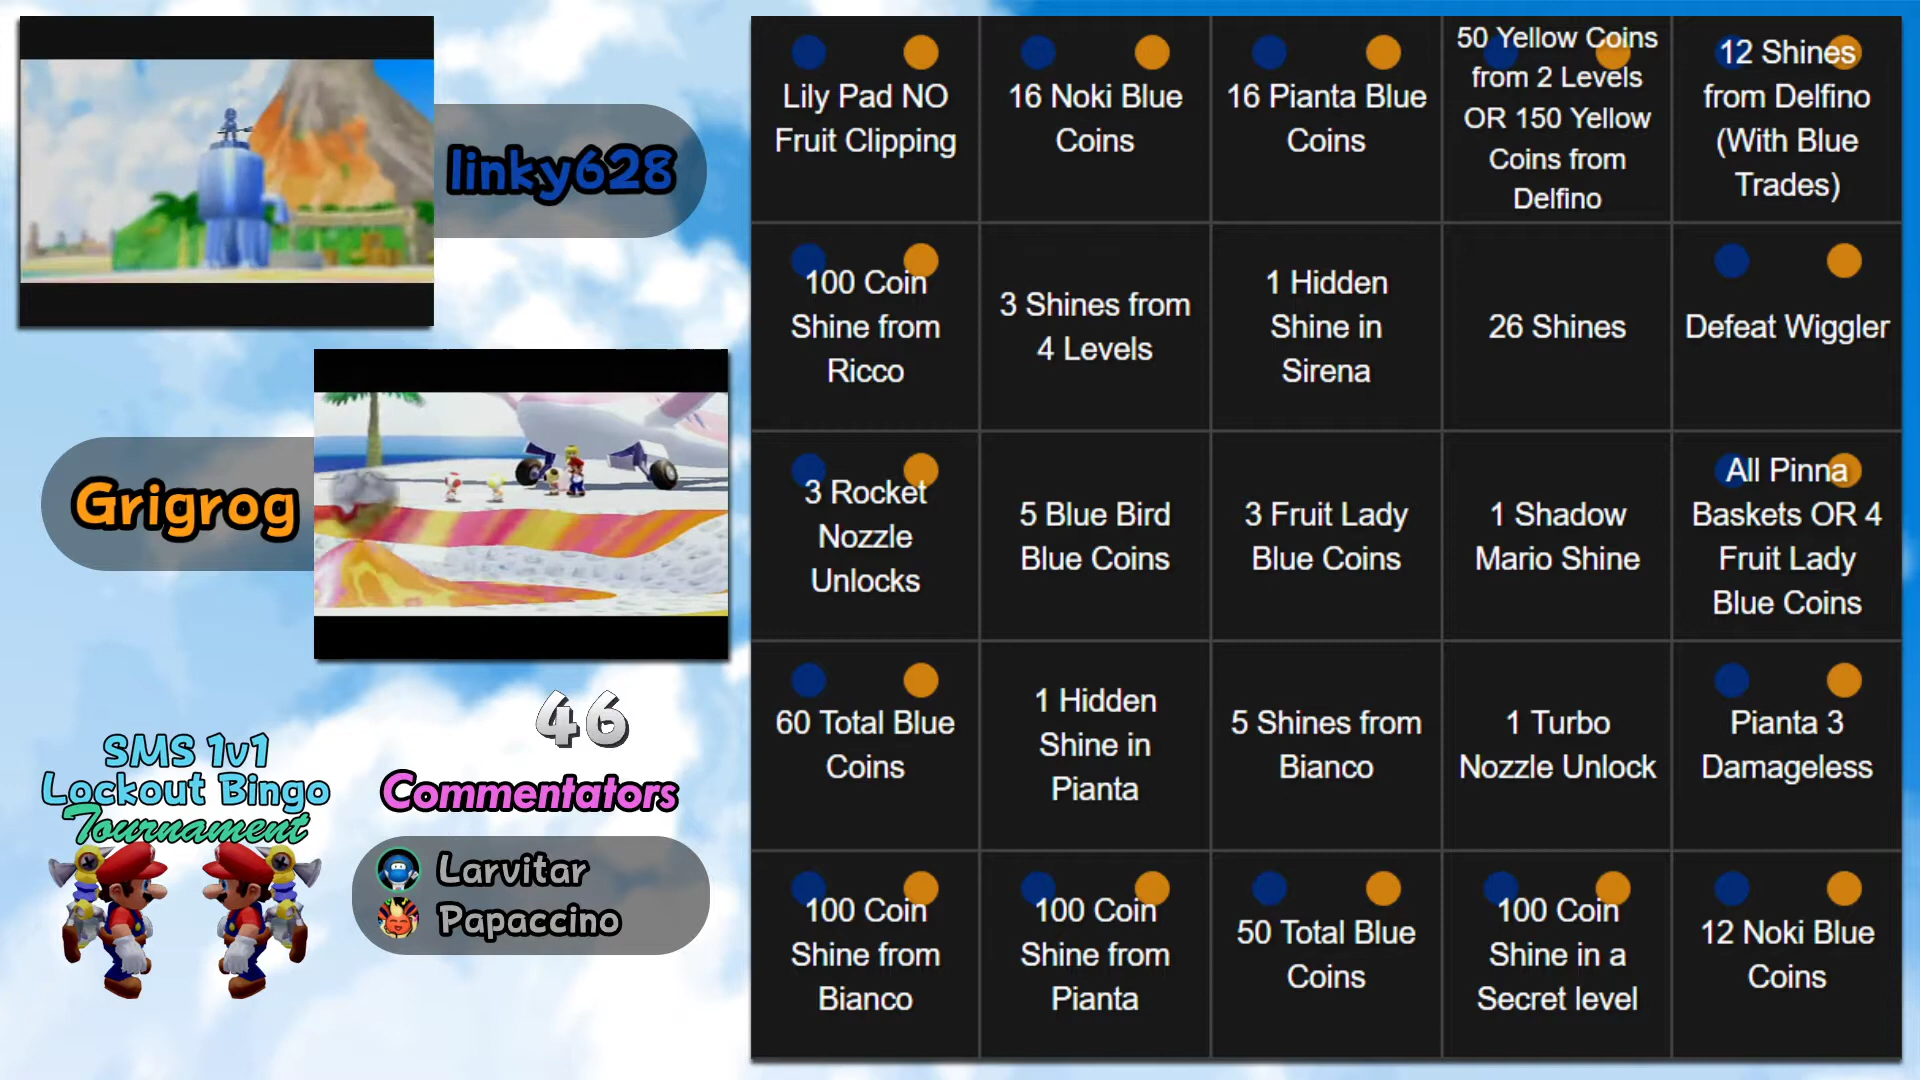 linky628
Grigrog
46
SMS 1v1
Lockout Bingo
Tournament
Commentators
Larvitar
Papaccino
Lily Pad NO
Fruit Clipping
16 Noki Blue
Coins
16 Pianta Blue
Coins
50 Yellow Coins
from 2 Levels
OR 150 Yellow
Coins from
Delfino
12 Shines
from Delfino
(With Blue
Trades)
100 Coin
Shine from
Ricco
3 Shines from
4 Levels
1 Hidden
Shine in
Sirena
26 Shines
Defeat Wiggler
3 Rocket
Nozzle
Unlocks
5 Blue Bird
Blue Coins
3 Fruit Lady
Blue Coins
1 Shadow
Mario Shine
All Pinna
Baskets OR 4
Fruit Lady
Blue Coins
60 Total Blue
Coins
1 Hidden
Shine in
Pianta
5 Shines from
Bianco
1 Turbo
Nozzle Unlock
Pianta 3
Damageless
100 Coin
Shine from
Bianco
100 Coin
Shine from
Pianta
50 Total Blue
Coins
100 Coin
Shine in a
Secret level
12 Noki Blue
Coins